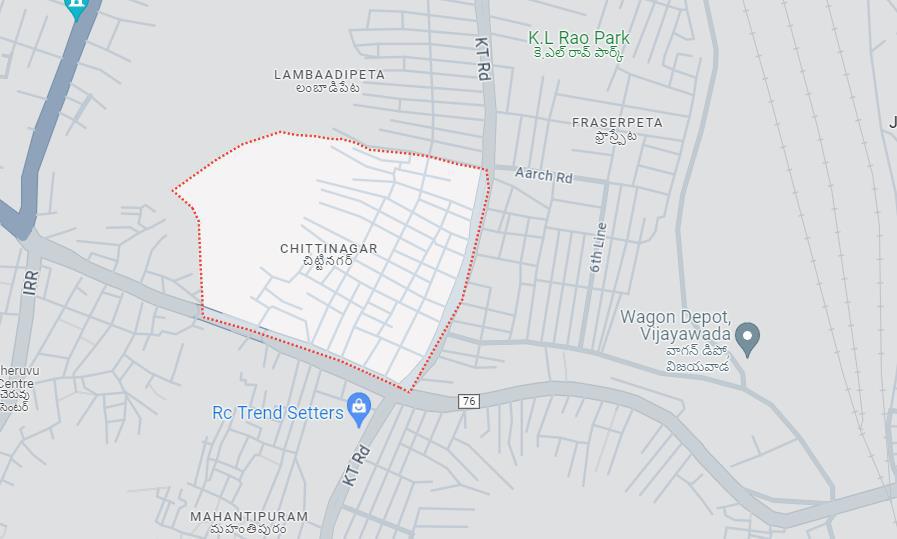 K.L Rao Park
కె.ఎల్ రావ్ పార్క్
KT Rd
LAMBAADIPETA
లంబాడిపేట
FRASERPETA
ఫ్రాస్ర్పేట
Aarch Rd
CHITTINAGAR
చిట్టినగర్
6th Line
IRR
Wagon Depot,
Vijayawada
వాగన్ డిపో,
విజయవాడ
heruvu
Centre
చెరువు
సెంటర్
76
Rc Trend Setters
KT Rd
MAHANTIPURAM
మహంతిపురం